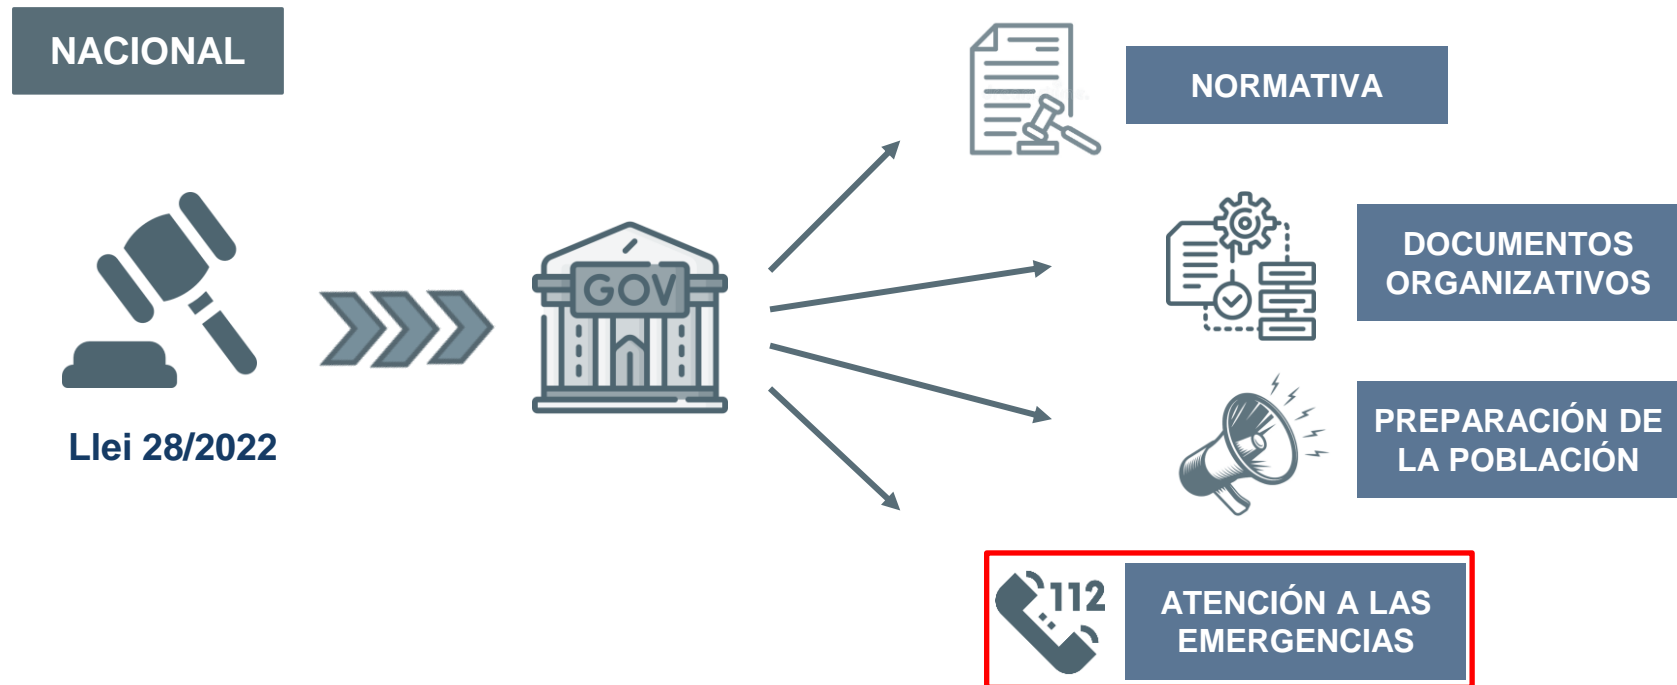 NACIONAL
NORMATIVA
DOCUMENTOS
ORGANIZATIVOS
GOV
PREPARACIÓN DE
LA POBLACIÓN
Llei 28/2022
112
ATENCIÓN A LAS
EMERGENCIAS